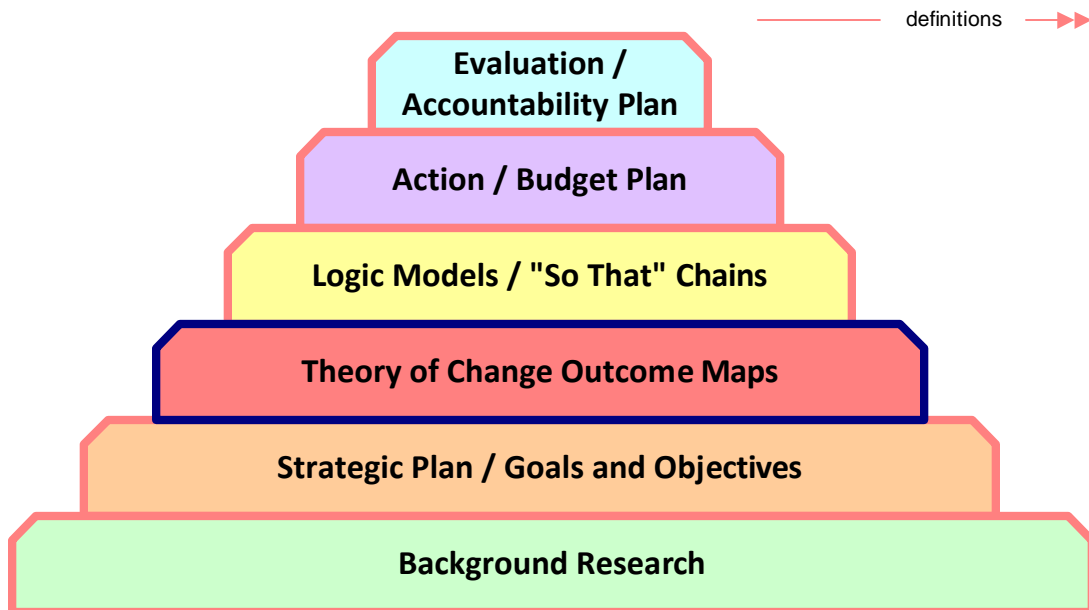 definitions
Evaluation /
Accountability Plan
Action / Budget Plan
Logic Models / "So That" Chains
Theory of Change Outcome Maps
Strategic Plan / Goals and Objectives
Background Research